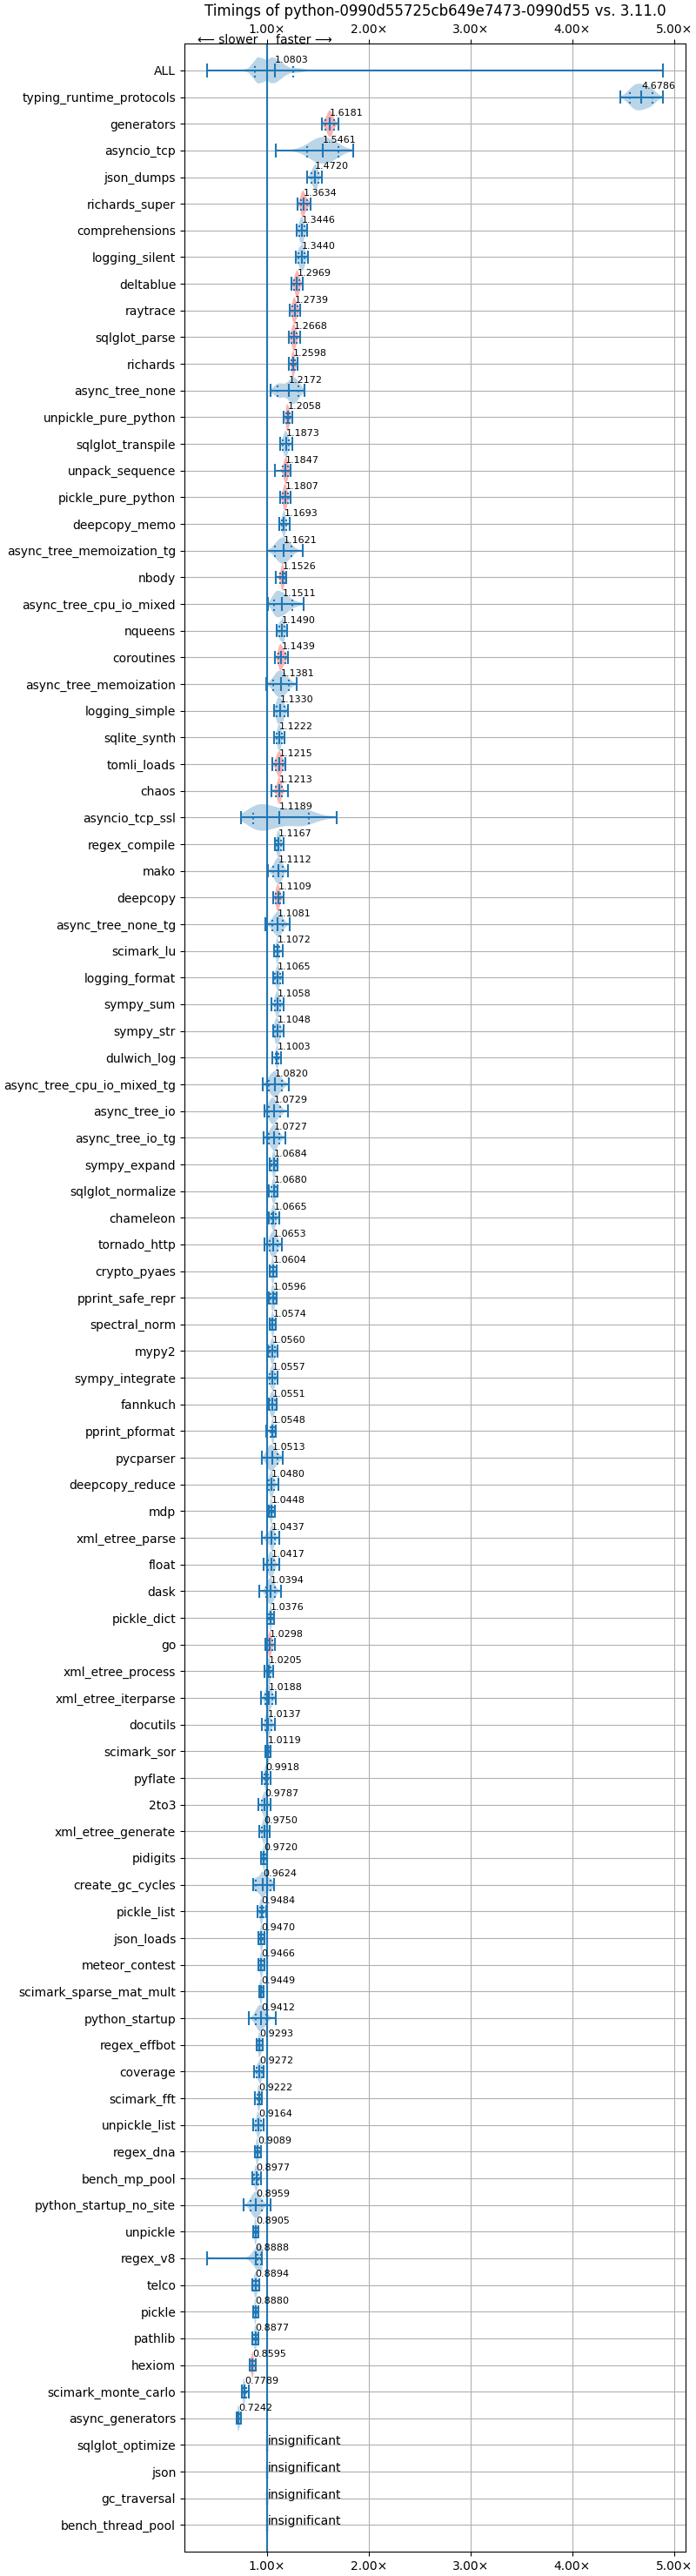 Timings of python-0990d55725cb649e7473-0990d55 vs. 3.11.0
1.00× 2.00× 3.00× 4.00× 5.00×
⟵ slower faster ⟶
ALL 1.0803
typing_runtime_protocols 4.6786
generators 1.6181
asyncio_tcp 1.5461
json_dumps 1.4720
richards_super 1.3634
comprehensions 1.3446
logging_silent 1.3440
deltablue 1.2969
raytrace 1.2739
sqlglot_parse 1.2668
richards 1.2598
async_tree_none 1.2172
unpickle_pure_python 1.2058
sqlglot_transpile 1.1873
unpack_sequence 1.1847
pickle_pure_python 1.1807
deepcopy_memo 1.1693
async_tree_memoization_tg 1.1621
nbody 1.1526
async_tree_cpu_io_mixed 1.1511
nqueens 1.1490
coroutines 1.1439
async_tree_memoization 1.1381
logging_simple 1.1330
sqlite_synth 1.1222
tomli_loads 1.1215
chaos 1.1213
asyncio_tcp_ssl 1.1189
regex_compile 1.1167
mako 1.1112
deepcopy 1.1109
async_tree_none_tg 1.1081
scimark_lu 1.1072
logging_format 1.1065
sympy_sum 1.1058
sympy_str 1.1048
dulwich_log 1.1003
async_tree_cpu_io_mixed_tg 1.0820
async_tree_io 1.0729
async_tree_io_tg 1.0727
sympy_expand 1.0684
sqlglot_normalize 1.0680
chameleon 1.0665
tornado_http 1.0653
crypto_pyaes 1.0604
pprint_safe_repr 1.0596
spectral_norm 1.0574
mypy2 1.0560
sympy_integrate 1.0557
fannkuch 1.0551
pprint_pformat 1.0548
pycparser 1.0513
deepcopy_reduce 1.0480
mdp 1.0448
xml_etree_parse 1.0437
float 1.0417
dask 1.0394
pickle_dict 1.0376
go 1.0298
xml_etree_process 1.0205
xml_etree_iterparse 1.0188
docutils 1.0137
scimark_sor 1.0119
pyflate 0.9918
2to3 0.9787
xml_etree_generate 0.9750
pidigits 0.9720
create_gc_cycles 0.9624
pickle_list 0.9484
json_loads 0.9470
meteor_contest 0.9466
scimark_sparse_mat_mult 0.9449
python_startup 0.9412
regex_effbot 0.9293
coverage 0.9272
scimark_fft 0.9222
unpickle_list 0.9164
regex_dna 0.9089
bench_mp_pool 0.8977
python_startup_no_site 0.8959
unpickle 0.8905
regex_v8 0.8888
telco 0.8894
pickle 0.8880
pathlib 0.8877
hexiom 0.8595
scimark_monte_carlo 0.7789
async_generators 0.7242
sqlglot_optimize insignificant
json insignificant
gc_traversal insignificant
bench_thread_pool insignificant
1.00× 2.00× 3.00× 4.00× 5.00×